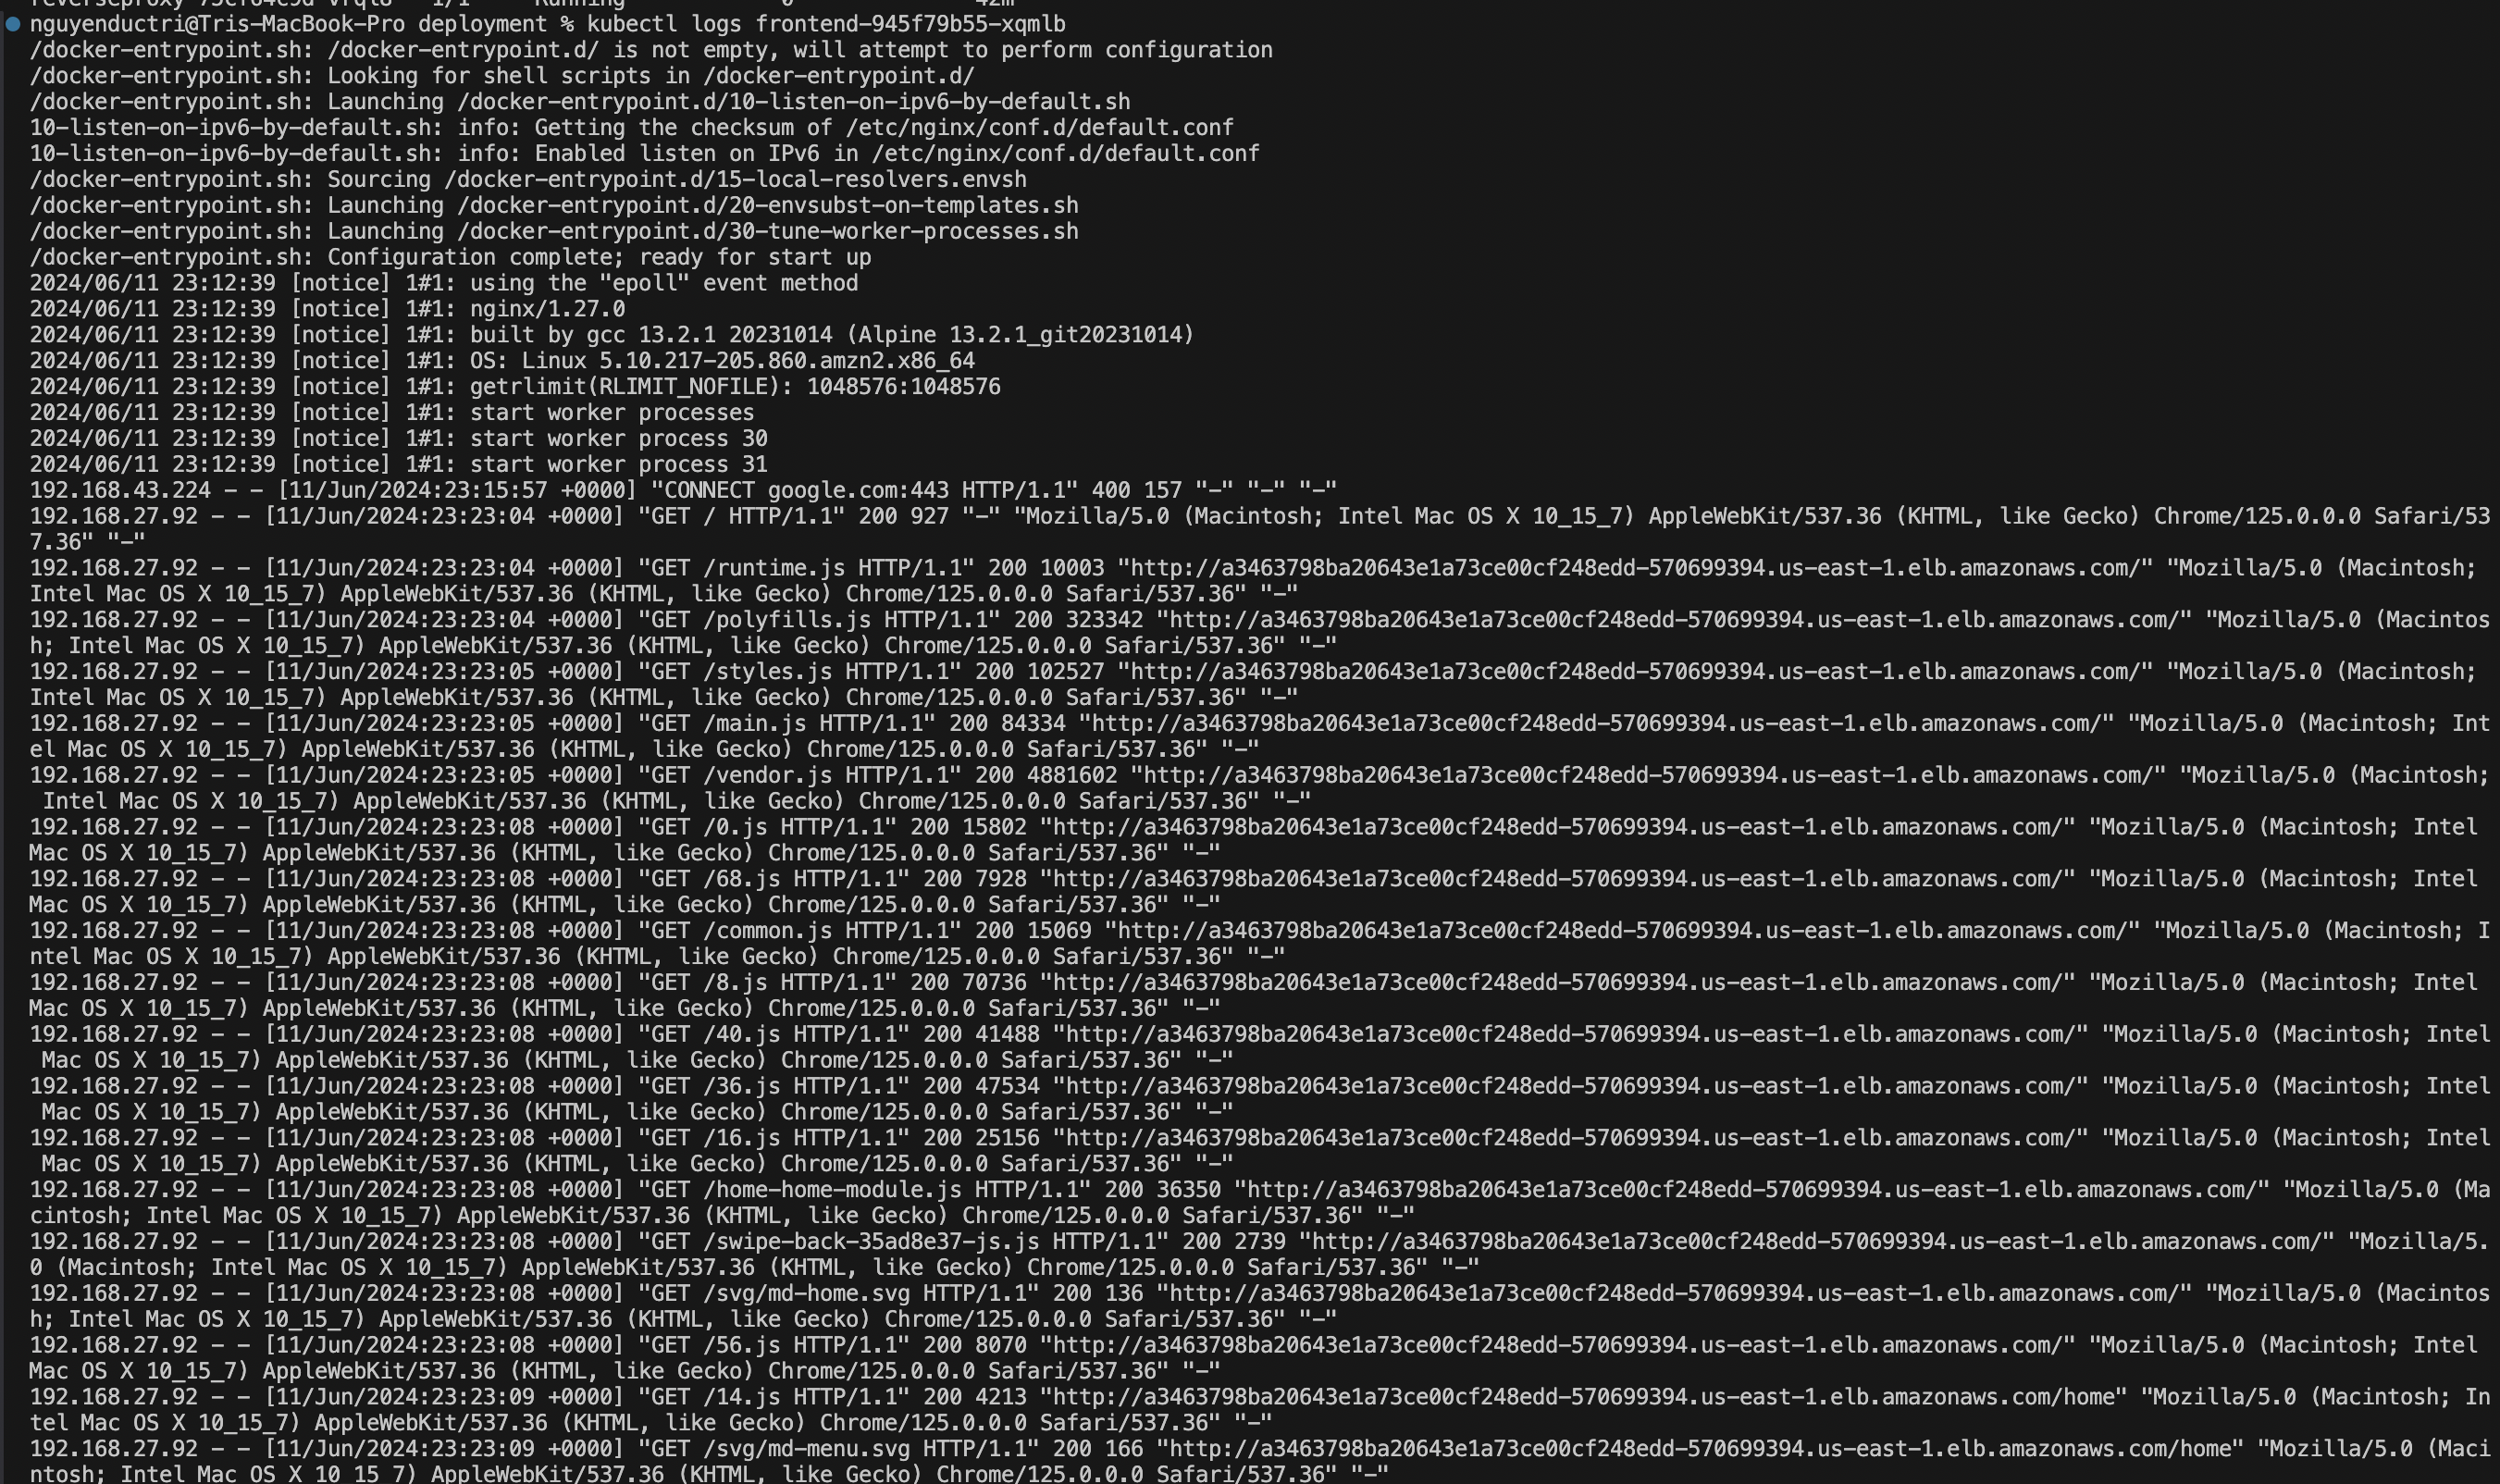 nguyenductri@Tris-MacBook-Pro deployment % kubectl logs frontend-945f79b55-xqmlb
/docker-entrypoint.sh: /docker-entrypoint.d/ is not empty, will attempt to perform configuration
/docker-entrypoint.sh: Looking for shell scripts in /docker-entrypoint.d/
/docker-entrypoint.sh: Launching /docker-entrypoint.d/10-listen-on-ipv6-by-default.sh
10-listen-on-ipv6-by-default.sh: info: Getting the checksum of /etc/nginx/conf.d/default.conf
10-listen-on-ipv6-by-default.sh: info: Enabled listen on IPv6 in /etc/nginx/conf.d/default.conf
/docker-entrypoint.sh: Sourcing /docker-entrypoint.d/15-local-resolvers.envsh
/docker-entrypoint.sh: Launching /docker-entrypoint.d/20-envsubst-on-templates.sh
/docker-entrypoint.sh: Launching /docker-entrypoint.d/30-tune-worker-processes.sh
/docker-entrypoint.sh: Configuration complete; ready for start up
2024/06/11 23:12:39 [notice] 1#1: using the "epoll" event method
2024/06/11 23:12:39 [notice] 1#1: nginx/1.27.0
2024/06/11 23:12:39 [notice] 1#1: built by gcc 13.2.1 20231014 (Alpine 13.2.1_git20231014)
2024/06/11 23:12:39 [notice] 1#1: OS: Linux 5.10.217-205.860.amzn2.x86_64
2024/06/11 23:12:39 [notice] 1#1: getrlimit(RLIMIT_NOFILE): 1048576:1048576
2024/06/11 23:12:39 [notice] 1#1: start worker processes
2024/06/11 23:12:39 [notice] 1#1: start worker process 30
2024/06/11 23:12:39 [notice] 1#1: start worker process 31
192.168.43.224 - - [11/Jun/2024:23:15:57 +0000] "CONNECT google.com:443 HTTP/1.1" 400 157 "-" "-" "-"
192.168.27.92 - - [11/Jun/2024:23:23:04 +0000] "GET / HTTP/1.1" 200 927 "-" "Mozilla/5.0 (Macintosh; Intel Mac OS X 10_15_7) AppleWebKit/537.36 (KHTML, like Gecko) Chrome/125.0.0.0 Safari/53
7.36" "-"
192.168.27.92 - - [11/Jun/2024:23:23:04 +0000] "GET /runtime.js HTTP/1.1" 200 10003 "http://a3463798ba20643e1a73ce00cf248edd-570699394.us-east-1.elb.amazonaws.com/" "Mozilla/5.0 (Macintosh;
Intel Mac OS X 10_15_7) AppleWebKit/537.36 (KHTML, like Gecko) Chrome/125.0.0.0 Safari/537.36" "-"
192.168.27.92 - - [11/Jun/2024:23:23:04 +0000] "GET /polyfills.js HTTP/1.1" 200 323342 "http://a3463798ba20643e1a73ce00cf248edd-570699394.us-east-1.elb.amazonaws.com/" "Mozilla/5.0 (Macintos
h; Intel Mac OS X 10_15_7) AppleWebKit/537.36 (KHTML, like Gecko) Chrome/125.0.0.0 Safari/537.36" "-"
192.168.27.92 - - [11/Jun/2024:23:23:05 +0000] "GET /styles.js HTTP/1.1" 200 102527 "http://a3463798ba20643e1a73ce00cf248edd-570699394.us-east-1.elb.amazonaws.com/" "Mozilla/5.0 (Macintosh;
Intel Mac OS X 10_15_7) AppleWebKit/537.36 (KHTML, like Gecko) Chrome/125.0.0.0 Safari/537.36" "-"
192.168.27.92 - - [11/Jun/2024:23:23:05 +0000] "GET /main.js HTTP/1.1" 200 84334 "http://a3463798ba20643e1a73ce00cf248edd-570699394.us-east-1.elb.amazonaws.com/" "Mozilla/5.0 (Macintosh; Int
el Mac OS X 10_15_7) AppleWebKit/537.36 (KHTML, like Gecko) Chrome/125.0.0.0 Safari/537.36" "-"
192.168.27.92 - - [11/Jun/2024:23:23:05 +0000] "GET /vendor.js HTTP/1.1" 200 4881602 "http://a3463798ba20643e1a73ce00cf248edd-570699394.us-east-1.elb.amazonaws.com/" "Mozilla/5.0 (Macintosh;
Intel Mac OS X 10_15_7) AppleWebKit/537.36 (KHTML, like Gecko) Chrome/125.0.0.0 Safari/537.36" "-"
192.168.27.92 - - [11/Jun/2024:23:23:08 +0000] "GET /0.js HTTP/1.1" 200 15802 "http://a3463798ba20643e1a73ce00cf248edd-570699394.us-east-1.elb.amazonaws.com/" "Mozilla/5.0 (Macintosh; Intel
Mac OS X 10_15_7) AppleWebKit/537.36 (KHTML, like Gecko) Chrome/125.0.0.0 Safari/537.36" "-"
192.168.27.92 - - [11/Jun/2024:23:23:08 +0000] "GET /68.js HTTP/1.1" 200 7928 "http://a3463798ba20643e1a73ce00cf248edd-570699394.us-east-1.elb.amazonaws.com/" "Mozilla/5.0 (Macintosh; Intel
Mac OS X 10_15_7) AppleWebKit/537.36 (KHTML, like Gecko) Chrome/125.0.0.0 Safari/537.36" "-"
192.168.27.92 - - [11/Jun/2024:23:23:08 +0000] "GET /common.js HTTP/1.1" 200 15069 "http://a3463798ba20643e1a73ce00cf248edd-570699394.us-east-1.elb.amazonaws.com/" "Mozilla/5.0 (Macintosh; I
ntel Mac OS X 10_15_7) AppleWebKit/537.36 (KHTML, like Gecko) Chrome/125.0.0.0 Safari/537.36" "-"
192.168.27.92 - - [11/Jun/2024:23:23:08 +0000] "GET /8.js HTTP/1.1" 200 70736 "http://a3463798ba20643e1a73ce00cf248edd-570699394.us-east-1.elb.amazonaws.com/" "Mozilla/5.0 (Macintosh; Intel
Mac OS X 10_15_7) AppleWebKit/537.36 (KHTML, like Gecko) Chrome/125.0.0.0 Safari/537.36" "-"
192.168.27.92 - - [11/Jun/2024:23:23:08 +0000] "GET /40.js HTTP/1.1" 200 41488 "http://a3463798ba20643e1a73ce00cf248edd-570699394.us-east-1.elb.amazonaws.com/" "Mozilla/5.0 (Macintosh; Intel
Mac OS X 10_15_7) AppleWebKit/537.36 (KHTML, like Gecko) Chrome/125.0.0.0 Safari/537.36" "-"
192.168.27.92 - - [11/Jun/2024:23:23:08 +0000] "GET /36.js HTTP/1.1" 200 47534 "http://a3463798ba20643e1a73ce00cf248edd-570699394.us-east-1.elb.amazonaws.com/" "Mozilla/5.0 (Macintosh; Intel
Mac OS X 10_15_7) AppleWebKit/537.36 (KHTML, like Gecko) Chrome/125.0.0.0 Safari/537.36" "-"
192.168.27.92 - - [11/Jun/2024:23:23:08 +0000] "GET /16.js HTTP/1.1" 200 25156 "http://a3463798ba20643e1a73ce00cf248edd-570699394.us-east-1.elb.amazonaws.com/" "Mozilla/5.0 (Macintosh; Intel
Mac OS X 10_15_7) AppleWebKit/537.36 (KHTML, like Gecko) Chrome/125.0.0.0 Safari/537.36" "-"
192.168.27.92 - - [11/Jun/2024:23:23:08 +0000] "GET /home-home-module.js HTTP/1.1" 200 36350 "http://a3463798ba20643e1a73ce00cf248edd-570699394.us-east-1.elb.amazonaws.com/" "Mozilla/5.0 (Ma
cintosh; Intel Mac OS X 10_15_7) AppleWebKit/537.36 (KHTML, like Gecko) Chrome/125.0.0.0 Safari/537.36" "-"
192.168.27.92 - - [11/Jun/2024:23:23:08 +0000] "GET /swipe-back-35ad8e37-js.js HTTP/1.1" 200 2739 "http://a3463798ba20643e1a73ce00cf248edd-570699394.us-east-1.elb.amazonaws.com/" "Mozilla/5.
0 (Macintosh; Intel Mac OS X 10_15_7) AppleWebKit/537.36 (KHTML, like Gecko) Chrome/125.0.0.0 Safari/537.36" "-"
192.168.27.92 - - [11/Jun/2024:23:23:08 +0000] "GET /svg/md-home.svg HTTP/1.1" 200 136 "http://a3463798ba20643e1a73ce00cf248edd-570699394.us-east-1.elb.amazonaws.com/" "Mozilla/5.0 (Macintos
h; Intel Mac OS X 10_15_7) AppleWebKit/537.36 (KHTML, like Gecko) Chrome/125.0.0.0 Safari/537.36" "-"
192.168.27.92 - - [11/Jun/2024:23:23:08 +0000] "GET /56.js HTTP/1.1" 200 8070 "http://a3463798ba20643e1a73ce00cf248edd-570699394.us-east-1.elb.amazonaws.com/" "Mozilla/5.0 (Macintosh; Intel
Mac OS X 10_15_7) AppleWebKit/537.36 (KHTML, like Gecko) Chrome/125.0.0.0 Safari/537.36" "-"
192.168.27.92 - - [11/Jun/2024:23:23:09 +0000] "GET /14.js HTTP/1.1" 200 4213 "http://a3463798ba20643e1a73ce00cf248edd-570699394.us-east-1.elb.amazonaws.com/home" "Mozilla/5.0 (Macintosh; In
tel Mac OS X 10_15_7) AppleWebKit/537.36 (KHTML, like Gecko) Chrome/125.0.0.0 Safari/537.36" "-"
192.168.27.92 - - [11/Jun/2024:23:23:09 +0000] "GET /svg/md-menu.svg HTTP/1.1" 200 166 "http://a3463798ba20643e1a73ce00cf248edd-570699394.us-east-1.elb.amazonaws.com/home" "Mozilla/5.0 (Maci
ntosh; Intel Mac OS X 10_15_7) AppleWebKit/537.36 (KHTML, like Gecko) Chrome/125.0.0.0 Safari/537.36" "-"